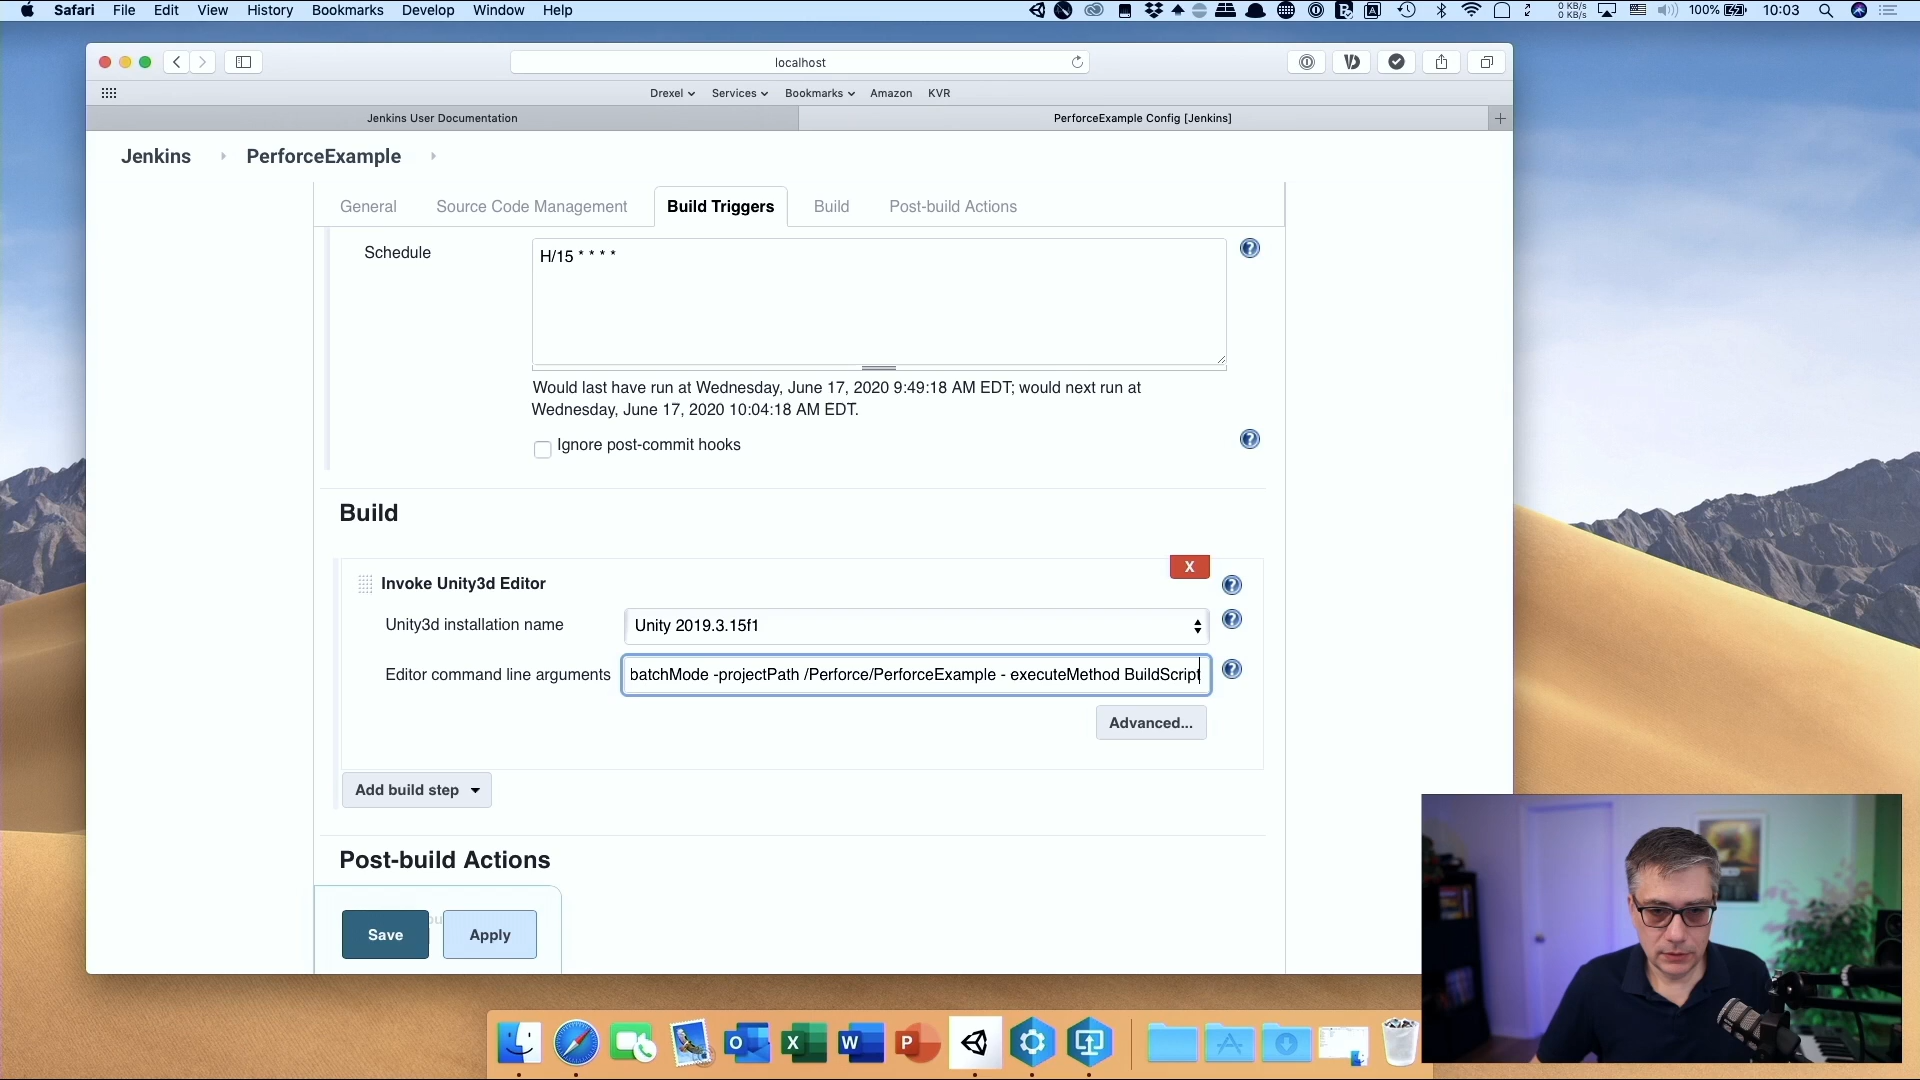 Safari File Edit View History Bookmarks Develop Window Help
0 KB/s
0 KB/s
100%
10:03
localhost
Drexel Services Bookmarks Amazon KVR
Jenkins User Documentation
PerforceExample Config [Jenkins]
Jenkins PerforceExample
General Source Code Management Build Triggers Build Post-build Actions
Schedule
H/15 * * * *
Would last have run at Wednesday, June 17, 2020 9:49:18 AM EDT; would next run at
Wednesday, June 17, 2020 10:04:18 AM EDT.
Ignore post-commit hooks
Build
X
Invoke Unity3d Editor
Unity3d installation name
Unity 2019.3.15f1
Editor command line arguments
batchMode -projectPath /Perforce/PerforceExample - executeMethod BuildScript
Advanced...
Add build step
Post-build Actions
Save
Apply